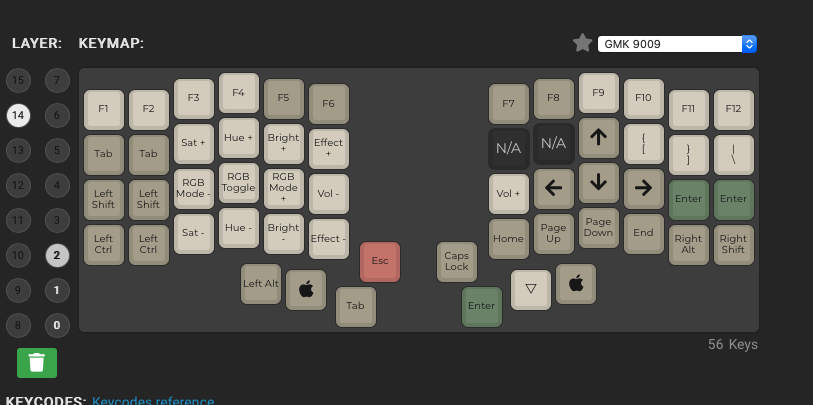 LAYER: KEYMAP: GMK 9009
15 7
F1 F2 F3 F4 F5 F6 F7 F8 F9 F10 F11 F12
14 6
Tab Tab Sat + Hue + Bright + Effect + N/A N/A { [ } ] | \
13 5
12 4
Left Shift Left Shift RGB Mode - RGB Toggle RGB Mode + Vol - Vol + Enter Enter
11 3
Left Ctrl Left Ctrl Sat - Hue - Bright - Effect - Home Page Up Page Down End Right Alt Right Shift
10 2
Esc Caps Lock
9 1
Left Alt Tab Enter
8 0
56 Keys
KEYCODES: Keycodes reference